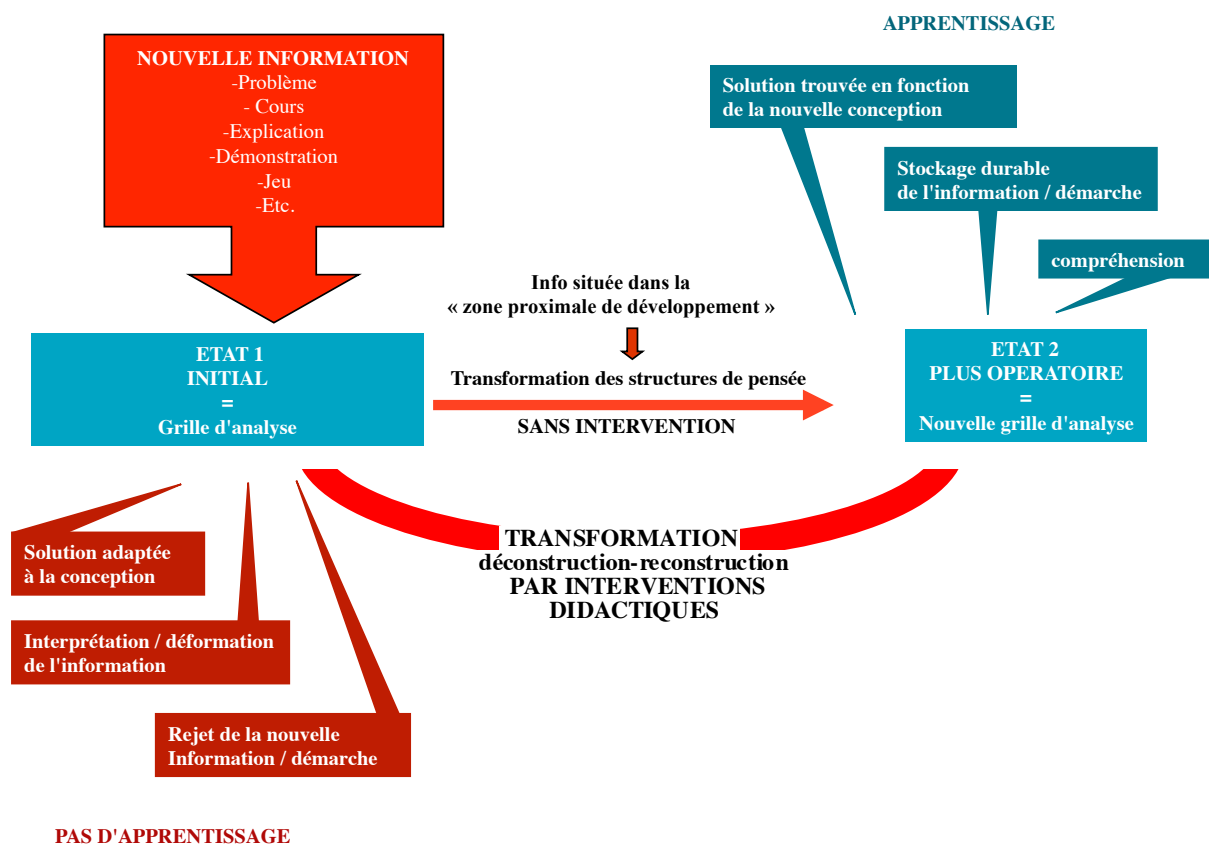 APPRENTISSAGE
NOUVELLE INFORMATION
-Problème
- Cours
-Explication
-Démonstration
-Jeu
-Etc.
Solution trouvée en fonction
de la nouvelle conception
Stockage durable
de l'information / démarche
compréhension
Info située dans la
« zone proximale de développement »
ETAT 1
INITIAL
=
Grille d'analyse
Transformation des structures de pensée
SANS INTERVENTION
ETAT 2
PLUS OPERATOIRE
=
Nouvelle grille d'analyse
TRANSFORMATION
déconstruction-reconstruction
PAR INTERVENTIONS
DIDACTIQUES
Solution adaptée
à la conception
Interprétation / déformation
de l'information
Rejet de la nouvelle
Information / démarche
PAS D'APPRENTISSAGE